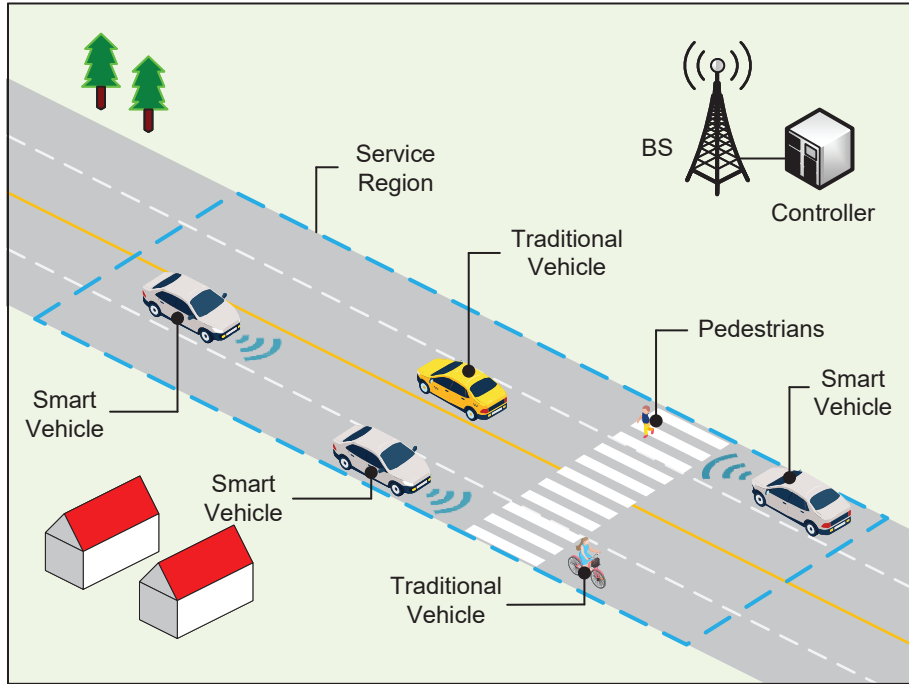 BS
Service
Region
Controller
Traditional
Vehicle
Pedestrians
Smart
Vehicle
Smart
Vehicle
Smart
Vehicle
Traditional
Vehicle